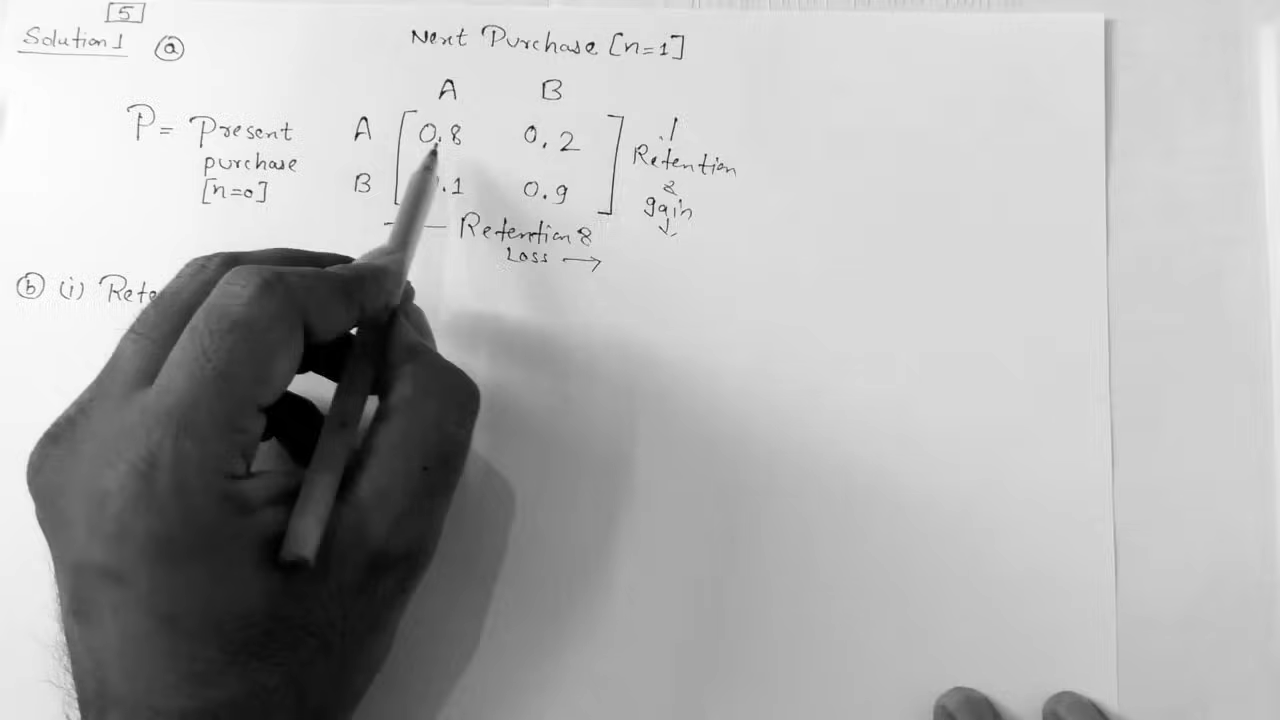 5
Solution 1 (a)
Next Purchase [n=1]
A B
P = Present purchase [n=0]
A 0.8 0.2
B .1 0.9
Retention & gain ↓
Retention & Loss →
(b) (i) Rete